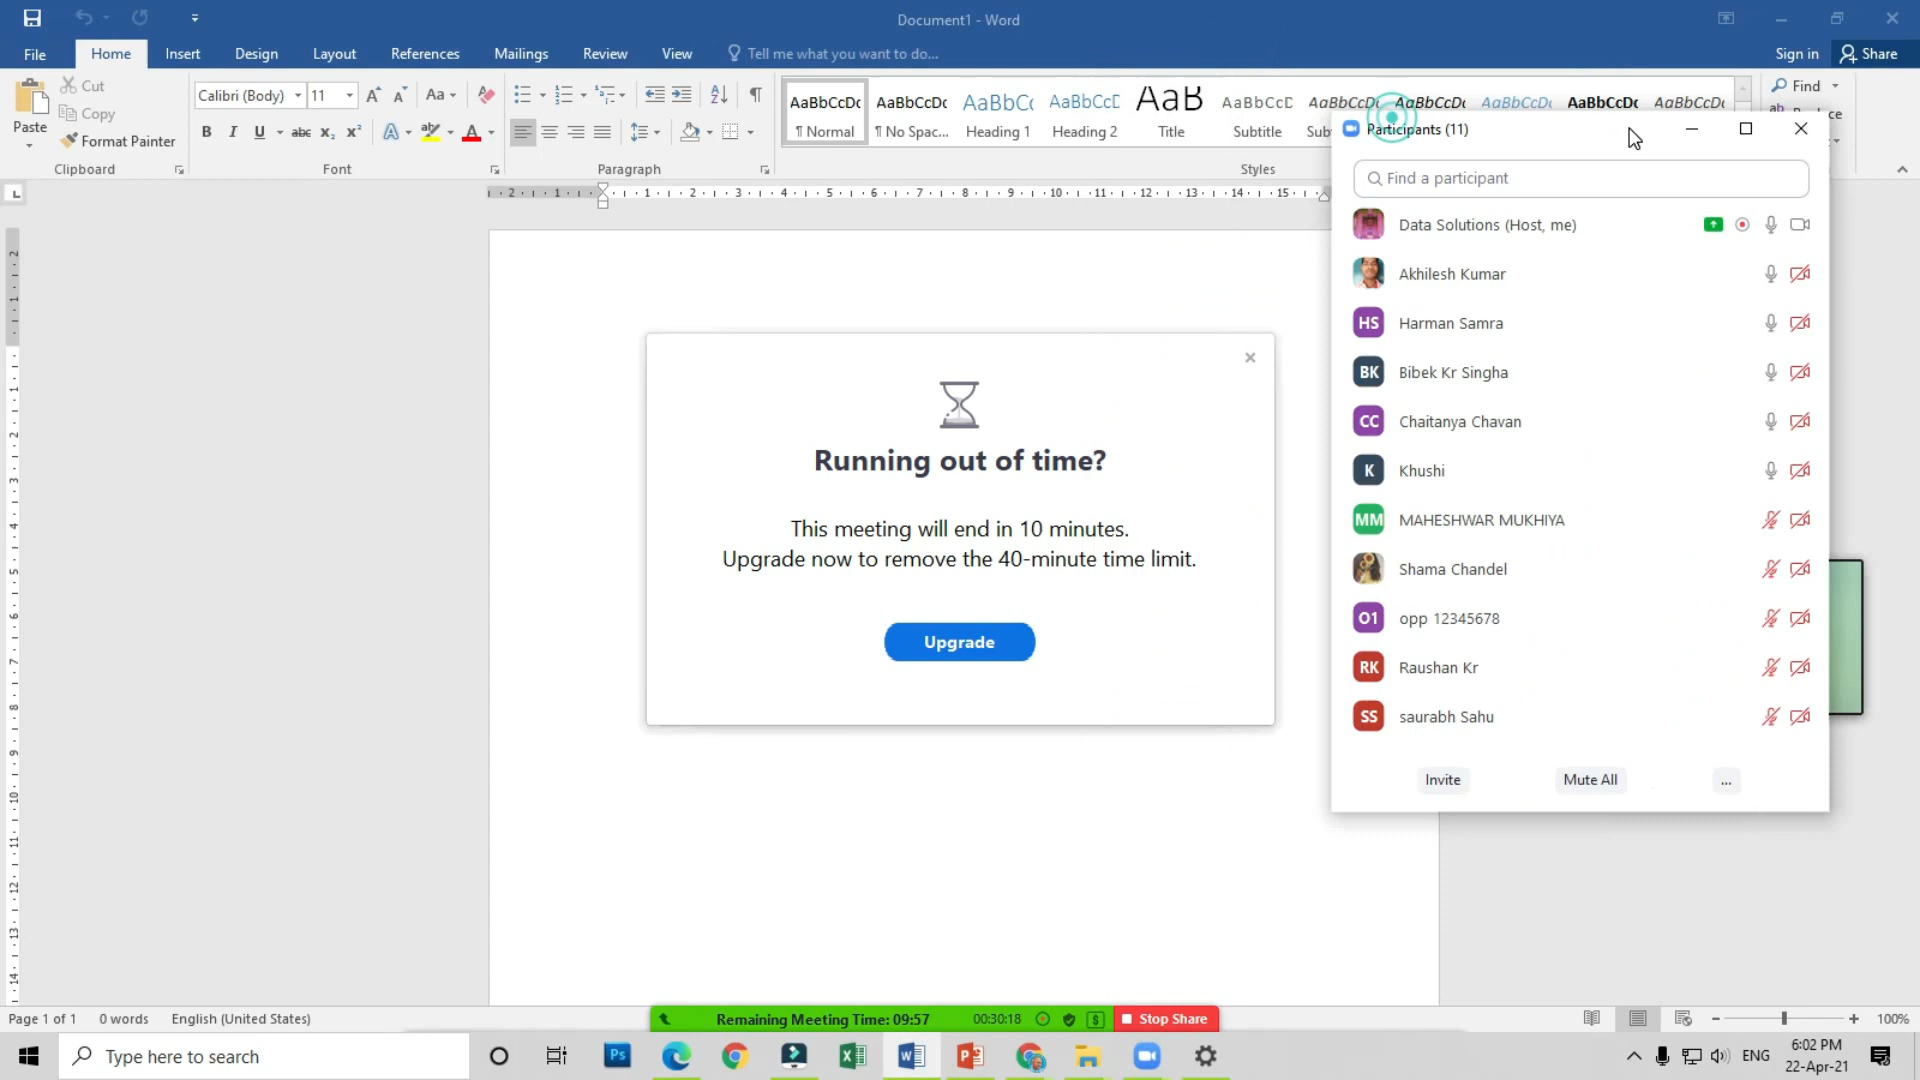 Document1 - Word
File
Home
Insert
Design
Layout
References
Mailings
Review
View
Tell me what you want to do...
Sign in
Share
Paste
Cut
Copy
Format Painter
Clipboard
Calibri (Body)
11
Font
Paragraph
AaBbCcDc
¶ Normal
AaBbCcDc
¶ No Spac...
AaBbCc
Heading 1
AaBbCcD
Heading 2
AaB
Title
AaBbCcD
Subtitle
Styles
Find
Participants (11)
Find a participant
Data Solutions (Host, me)
Akhilesh Kumar
HS Harman Samra
BK Bibek Kr Singha
CC Chaitanya Chavan
K Khushi
MM MAHESHWAR MUKHIYA
Shama Chandel
O1 opp 12345678
RK Raushan Kr
SS saurabh Sahu
Invite
Mute All
...
Running out of time?
This meeting will end in 10 minutes.
Upgrade now to remove the 40-minute time limit.
Upgrade
Page 1 of 1
0 words
English (United States)
Remaining Meeting Time: 09:57
00:30:18
Stop Share
100%
Type here to search
ENG
6:02 PM
22-Apr-21